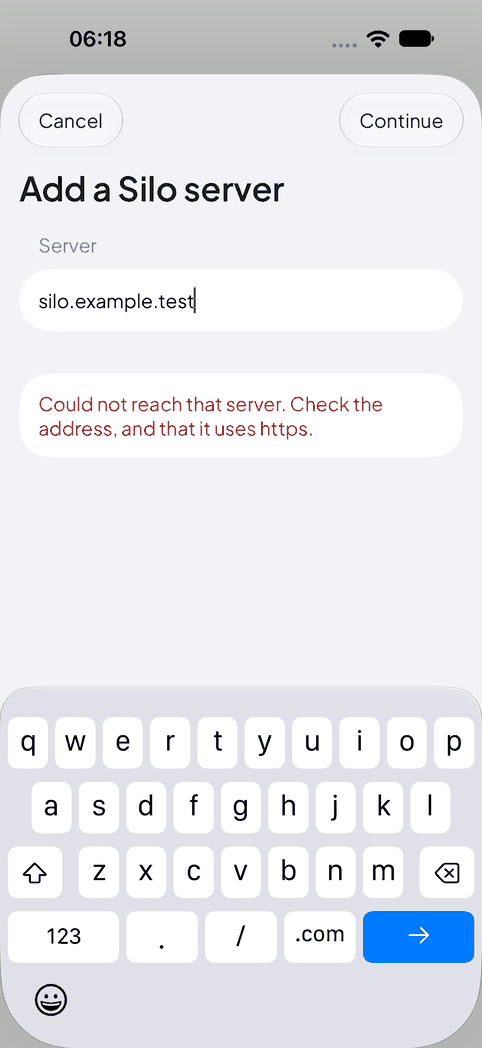 06:18
Cancel
Continue
Add a Silo server
Server
silo.example.test
Could not reach that server. Check the
address, and that it uses https.
q w e r t y u i o p
a s d f g h j k l
z x c v b n m
123 . / .com